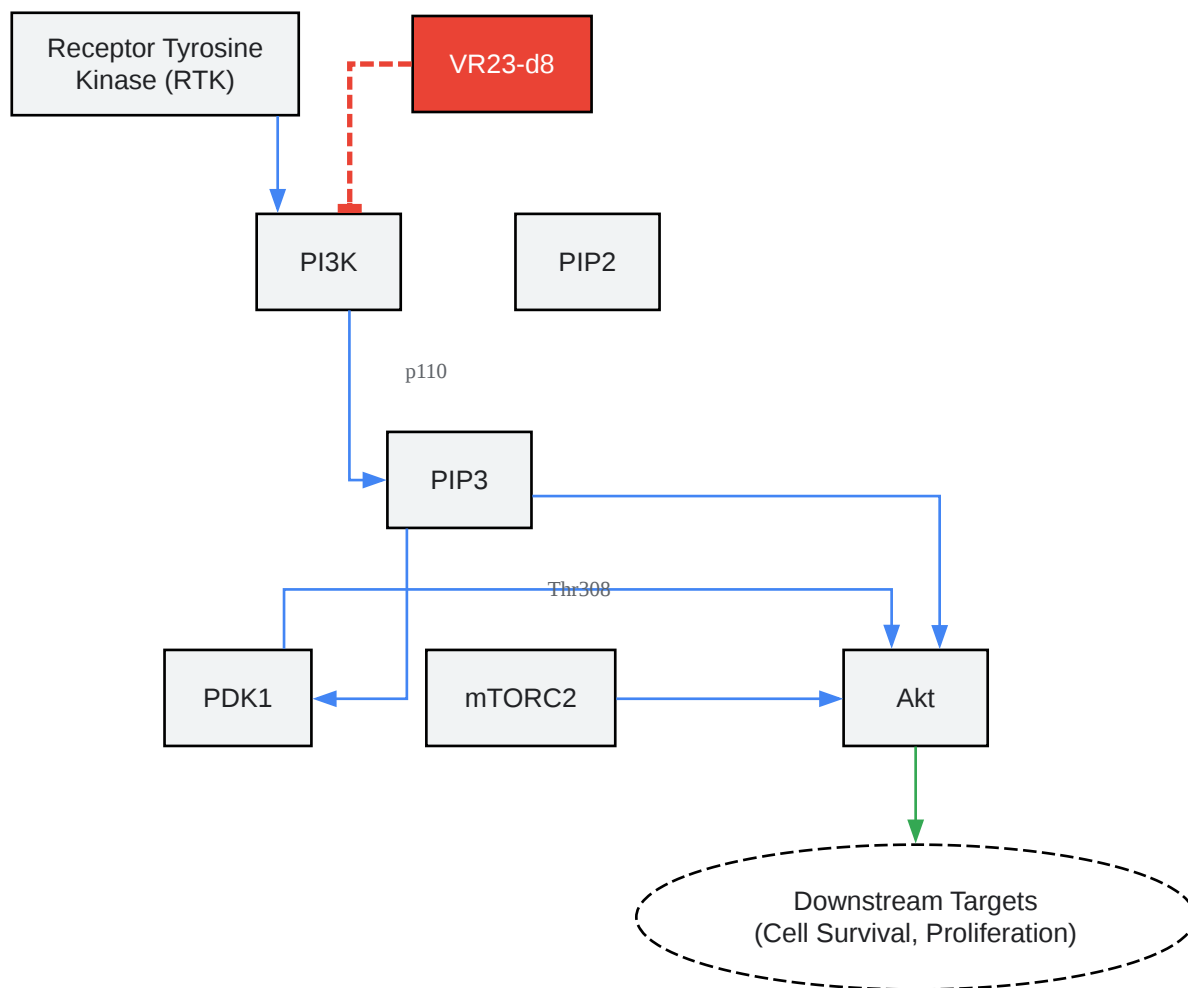 Receptor Tyrosine
Kinase (RTK)
VR23-d8
PI3K
PIP2
p110
PIP3
Thr308
PDK1
mTORC2
Akt
Downstream Targets
(Cell Survival, Proliferation)